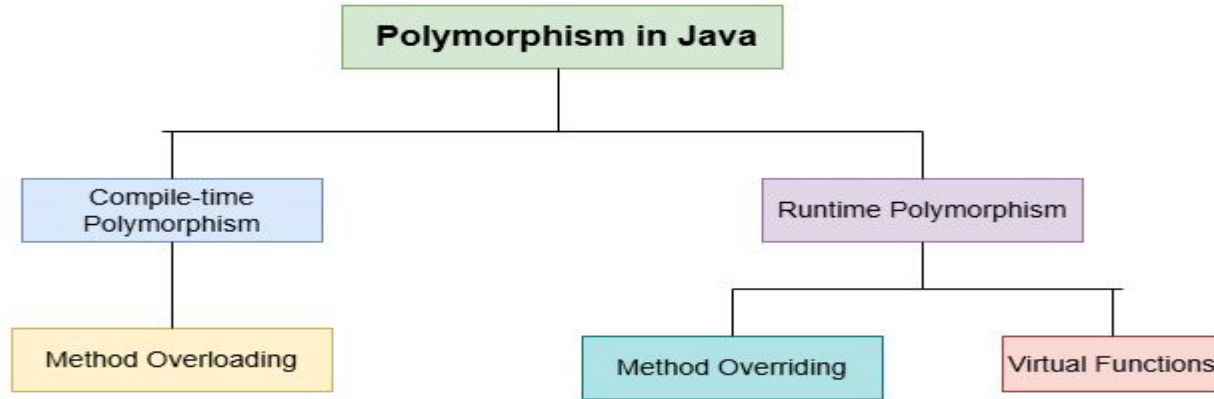 Polymorphism in Java
Compile-time
Polymorphism
Runtime Polymorphism
Method Overloading
Method Overriding
Virtual Functions